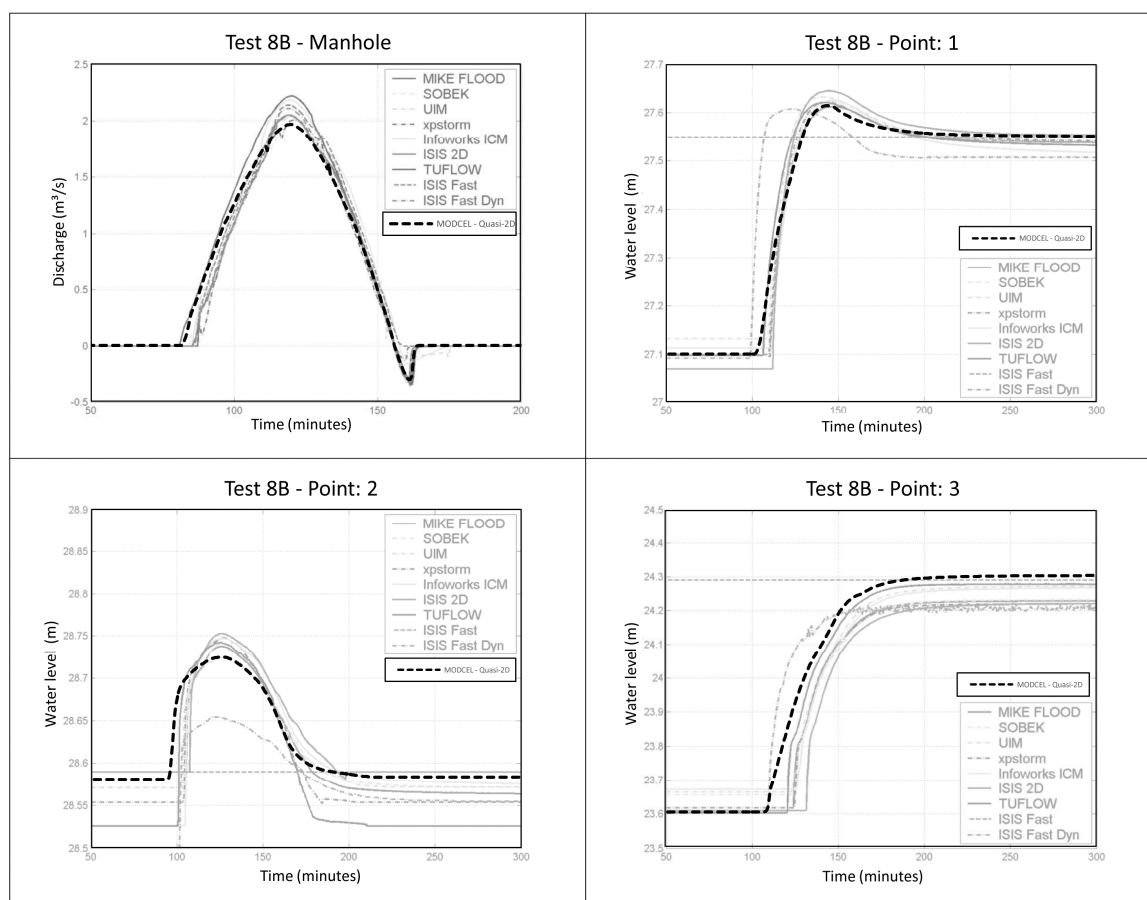 Test 8B - Manhole
2.5
2
1.5
1
0.5
0
-0.5
Discharge (m³/s)
50
100
150
200
Time (minutes)
MIKE FLOOD
SOBEK
UIM
xpstorm
Infoworks ICM
ISIS 2D
TUFLOW
ISIS Fast
ISIS Fast Dyn
MODCEL - Quasi-2D
Test 8B - Point: 1
27.7
27.6
27.5
27.4
27.3
27.2
27.1
27
Water level (m)
50
100
150
200
250
300
Time (minutes)
MODCEL - Quasi-2D
MIKE FLOOD
SOBEK
UIM
xpstorm
Infoworks ICM
ISIS 2D
TUFLOW
ISIS Fast
ISIS Fast Dyn
Test 8B - Point: 2
28.9
28.85
28.8
28.75
28.7
28.65
28.6
28.55
28.5
Water level (m)
50
100
150
200
250
300
Time (minutes)
MIKE FLOOD
SOBEK
UIM
xpstorm
Infoworks ICM
ISIS 2D
TUFLOW
ISIS Fast
ISIS Fast Dyn
MODCEL - Quasi-2D
Test 8B - Point: 3
24.5
24.4
24.3
24.2
24.1
24
23.9
23.8
23.7
23.6
23.5
Water level (m)
50
100
150
200
250
300
Time (minutes)
MODCEL - Quasi-2D
MIKE FLOOD
SOBEK
UIM
xpstorm
Infoworks ICM
ISIS 2D
TUFLOW
ISIS Fast
ISIS Fast Dyn